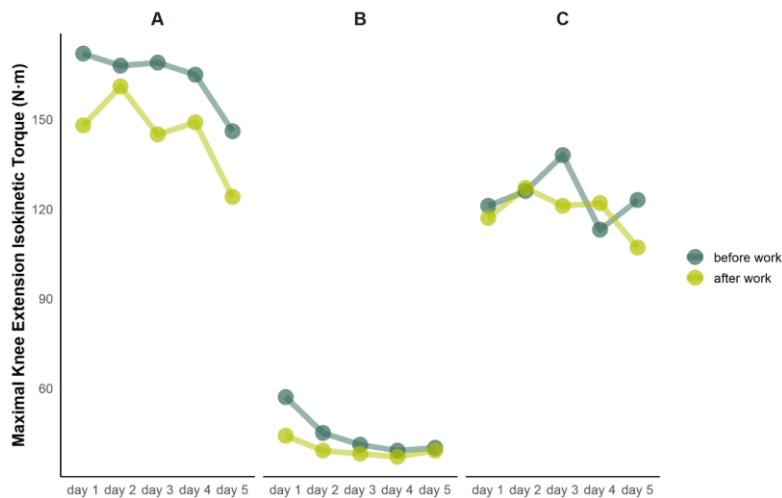 A B C
Maximal Knee Extension Isokinetic Torque (N·m)
150
120
90
60
before work
after work
day 1 day 2 day 3 day 4 day 5 day 1 day 2 day 3 day 4 day 5 day 1 day 2 day 3 day 4 day 5